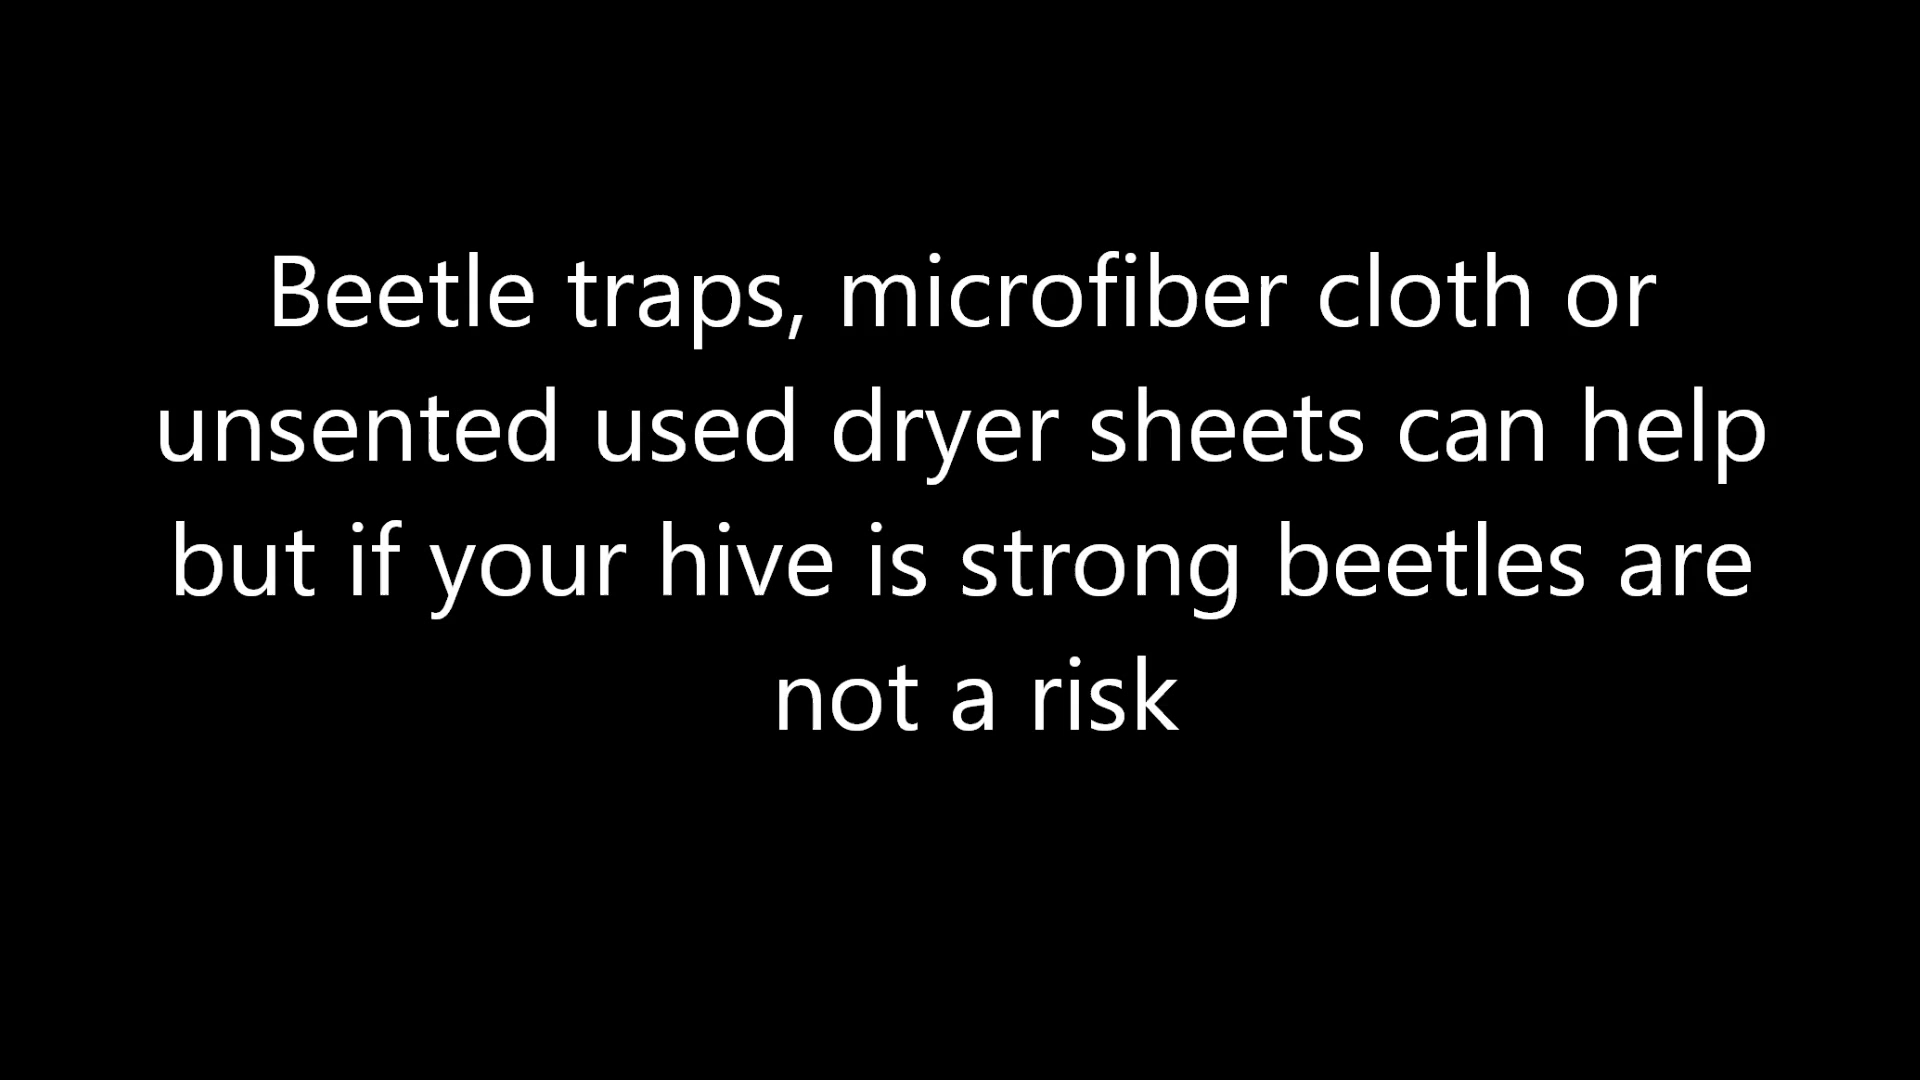 Beetle traps, microfiber cloth or
unsented used dryer sheets can help
but if your hive is strong beetles are
not a risk